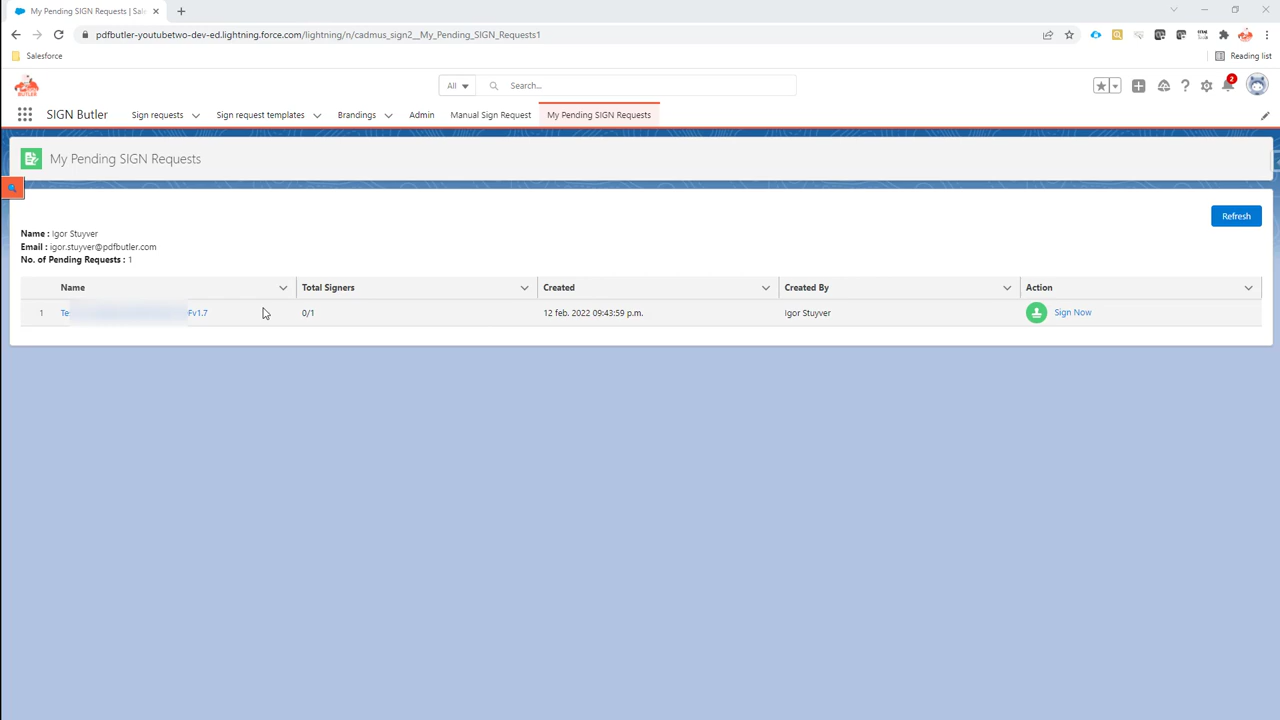 My Pending SIGN Requests | Sal
pdfbutler-youtubetwo-dev-ed.lightning.force.com/lightning/n/cadmus_sign2__My_Pending_SIGN_Requests1
Salesforce
Reading list
All
Search...
2
SIGN Butler
Sign requests
Sign request templates
Brandings
Admin
Manual Sign Request
My Pending SIGN Requests
My Pending SIGN Requests
Refresh
Name : Igor Stuyver
Email : igor.stuyver@pdfbutler.com
No. of Pending Requests : 1
Name Total Signers Created Created By Action
1 Te Fv1.7 0/1 12 feb. 2022 09:43:59 p.m. Igor Stuyver Sign Now